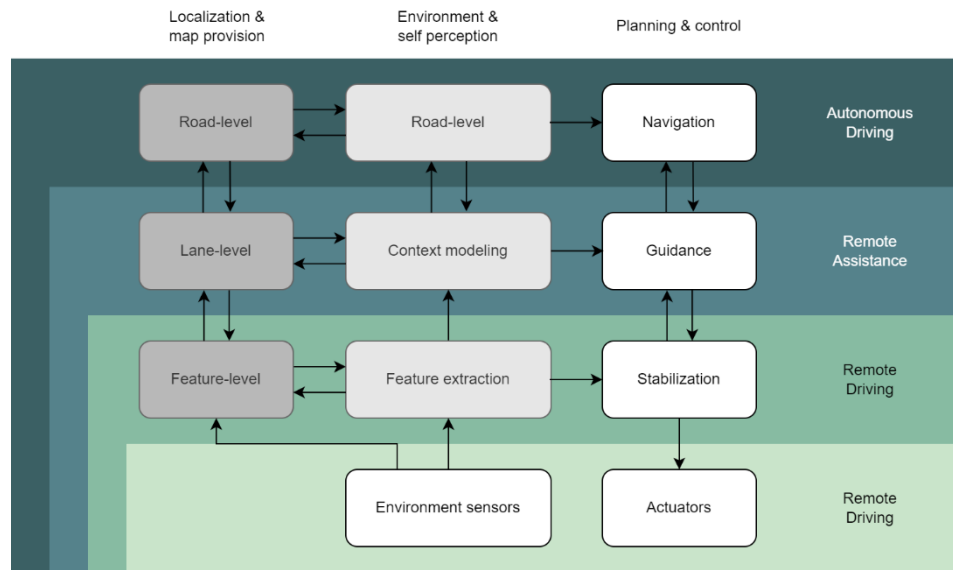 Localization &
map provision
Environment &
self perception
Planning & control
Road-level
Road-level
Navigation
Autonomous
Driving
Lane-level
Context modeling
Guidance
Remote
Assistance
Feature-level
Feature extraction
Stabilization
Remote
Driving
Environment sensors
Actuators
Remote
Driving